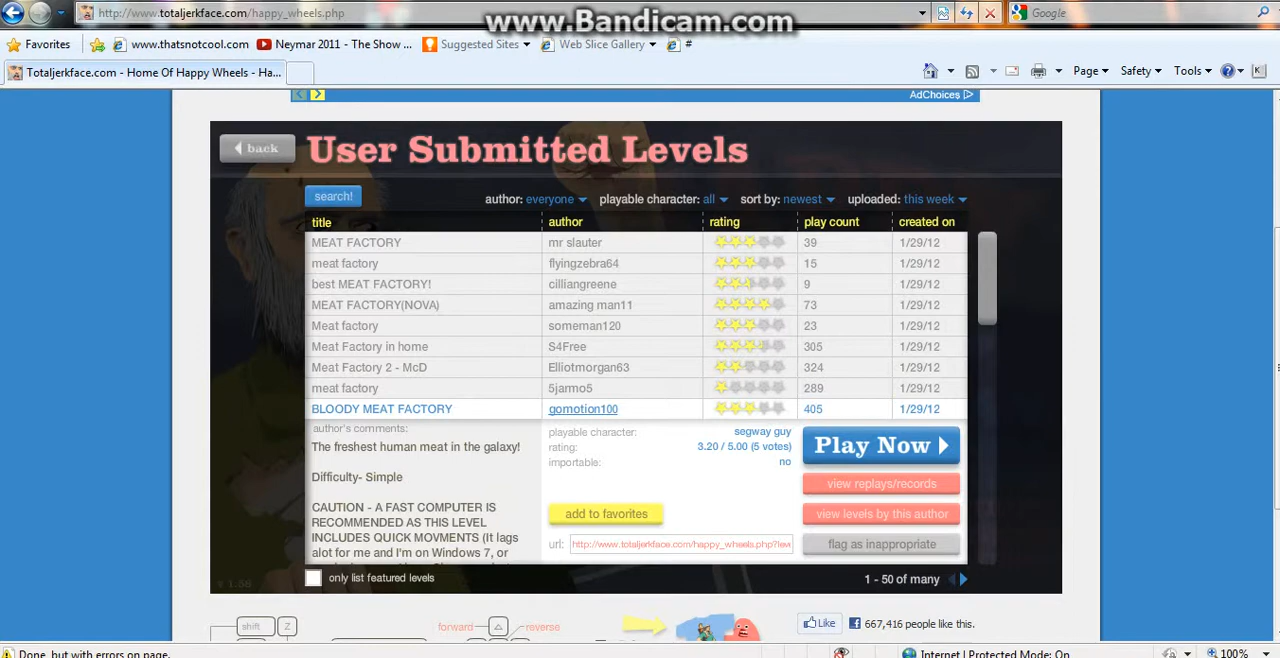 http://www.totaljerkface.com/happy_wheels.php
www.Bandicam.com
Google
Favorites
www.thatsnotcool.com
Neymar 2011 - The Show ...
Suggested Sites
Web Slice Gallery
#
Totaljerkface.com - Home Of Happy Wheels - Ha...
Page
Safety
Tools
AdChoices
back
User Submitted Levels
search!
author: everyone
playable character: all
sort by: newest
uploaded: this week
title author rating play count created on
MEAT FACTORY mr slauter 39 1/29/12
meat factory flyingzebra64 15 1/29/12
best MEAT FACTORY! cilliangreene 9 1/29/12
MEAT FACTORY(NOVA) amazing man11 73 1/29/12
Meat factory someman120 23 1/29/12
Meat Factory in home S4Free 305 1/29/12
Meat Factory 2 - McD Elliotmorgan63 324 1/29/12
meat factory 5jarmo5 289 1/29/12
BLOODY MEAT FACTORY gomotion100 405 1/29/12
author's comments:
The freshest human meat in the galaxy!
Difficulty- Simple
CAUTION - A FAST COMPUTER IS
RECOMMENDED AS THIS LEVEL
INCLUDES QUICK MOVMENTS (it lags
alot for me and I'm on Windows 7, or
playable character: segway guy
rating: 3.20 / 5.00 (5 votes)
importable: no
add to favorites
url: http://www.totaljerkface.com/happy_wheels.php?leve
Play Now
view replays/records
view levels by this author
flag as inappropriate
only list featured levels
1 - 50 of many
v 1.56
shift
Z
forward
reverse
Like
667,416 people like this.
Done, but with errors on page.
Internet | Protected Mode: On
100%